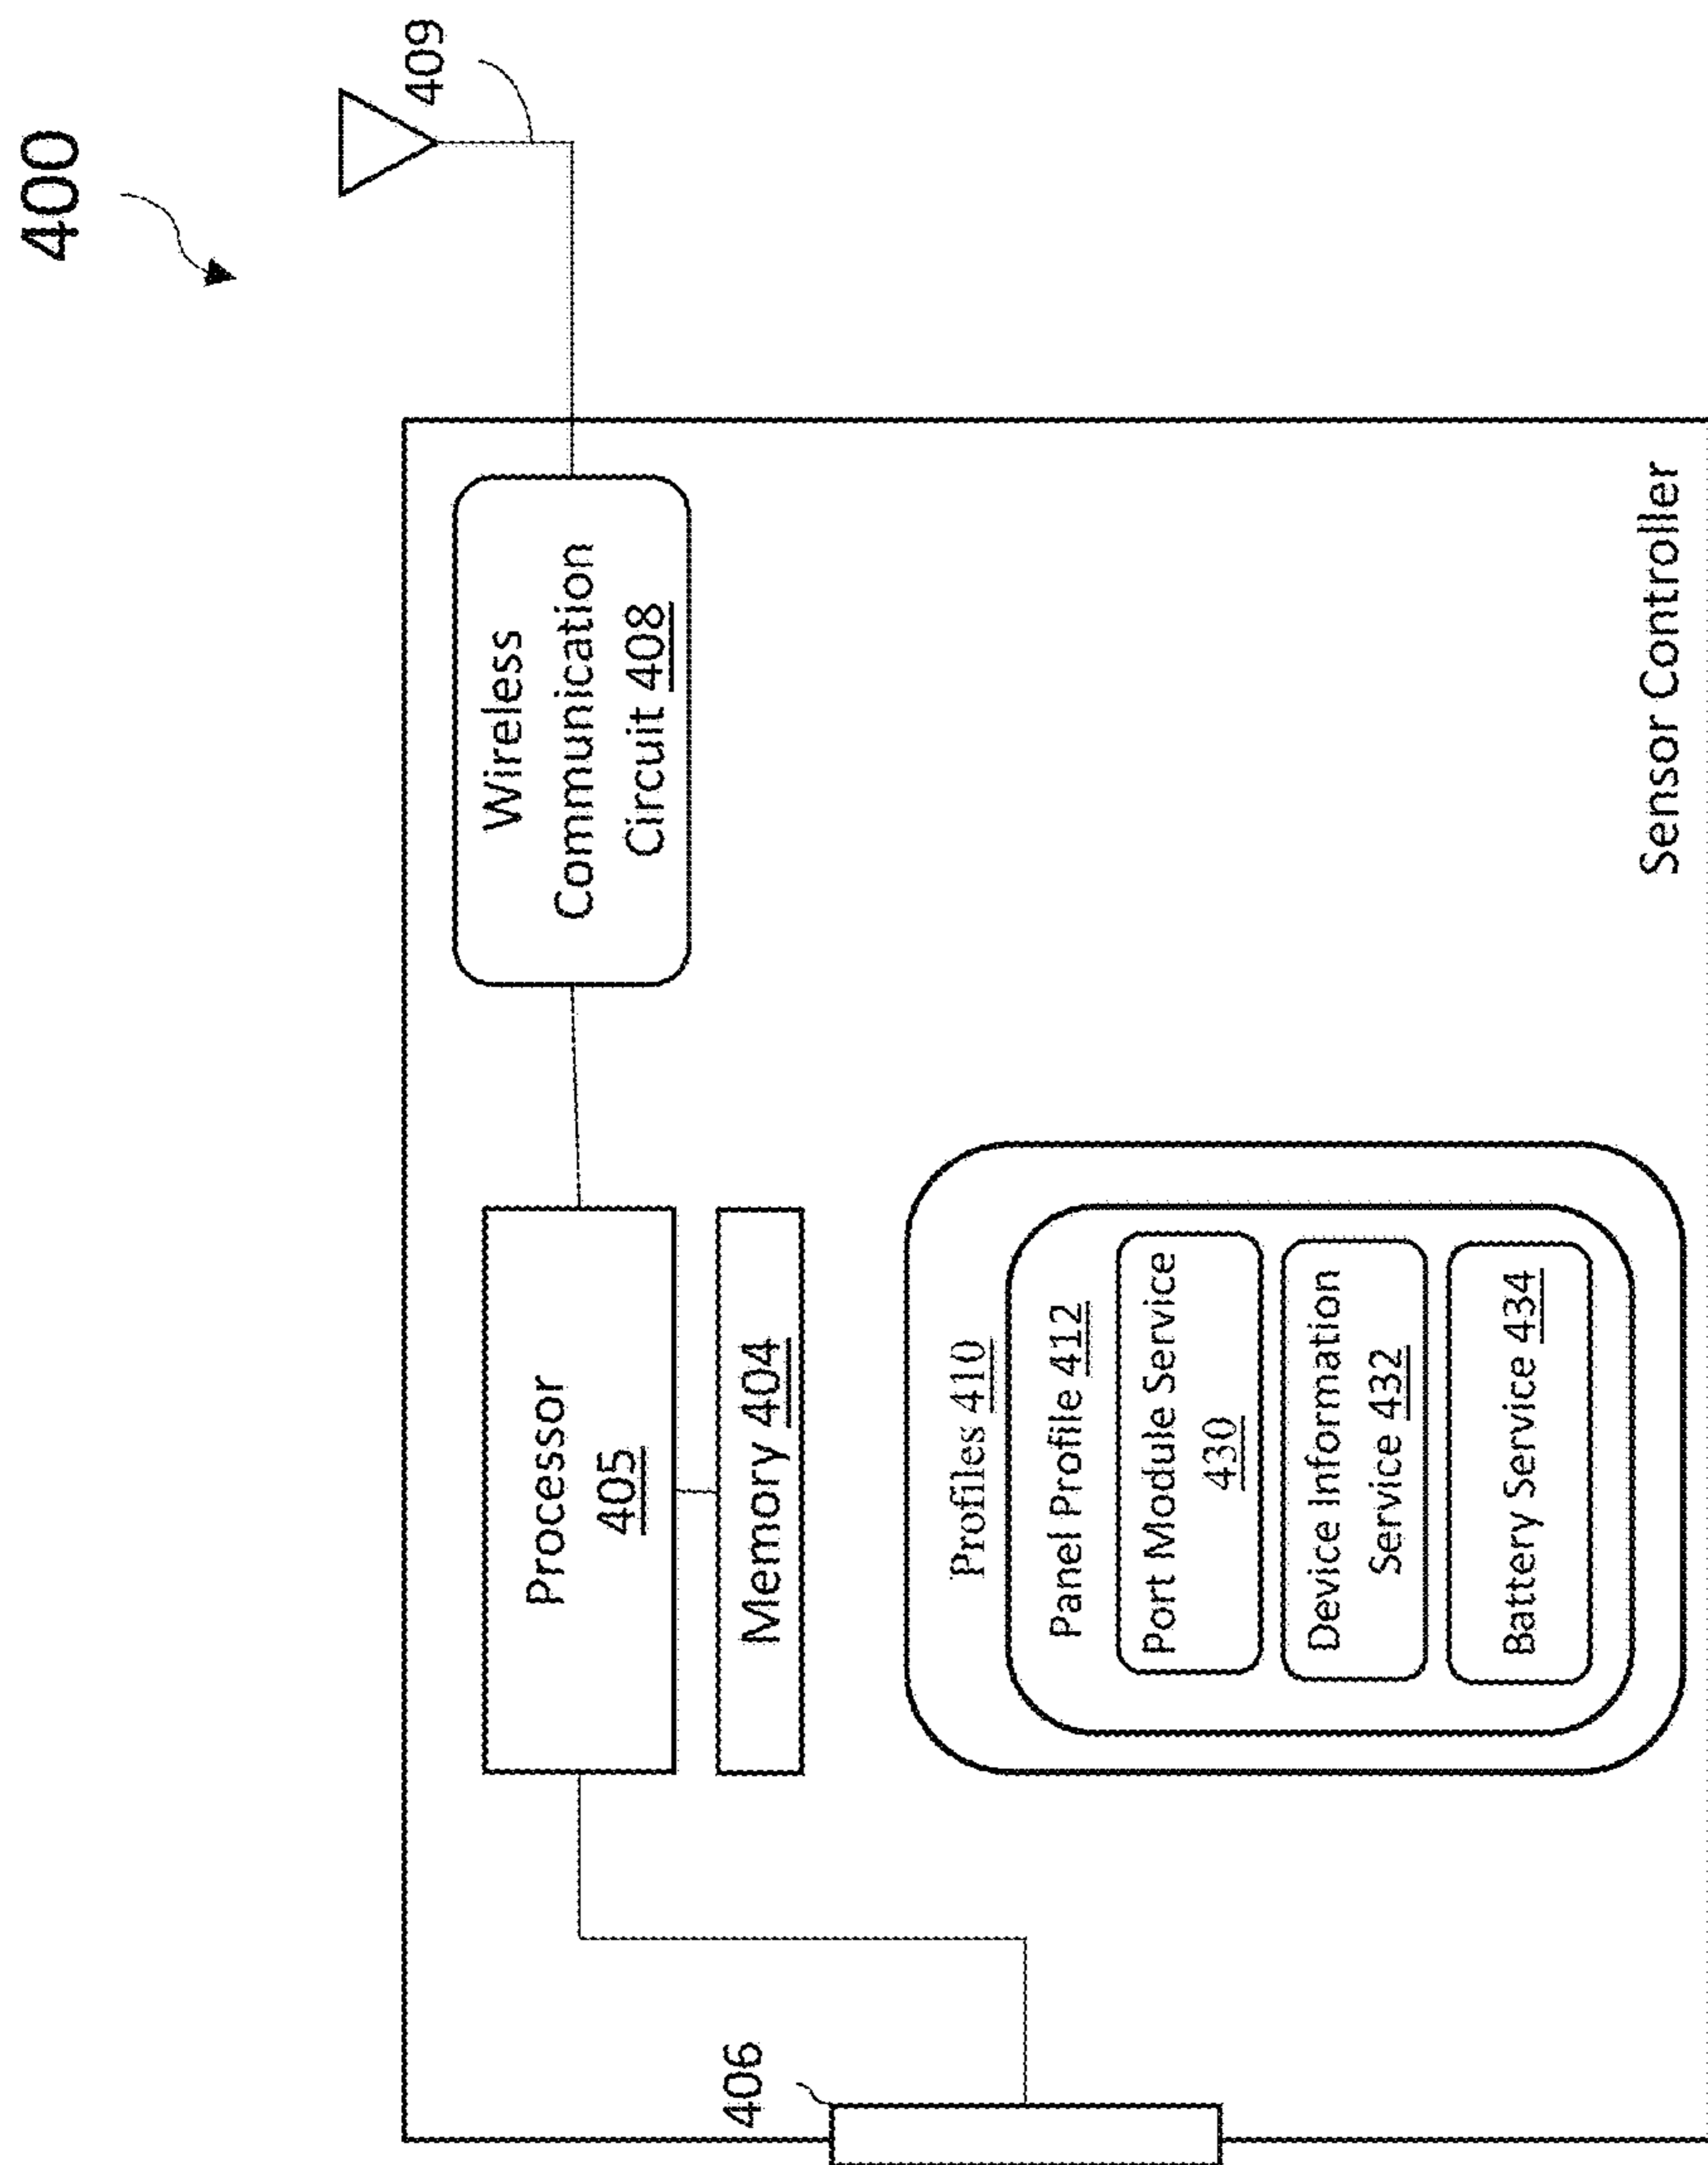 400
409
Wireless
Communication
Circuit 408
Processor
405
Memory 404
406
Profiles 410
Panel Profile 412
Port Module Service
430
Device Information
Service 432
Battery Service 434
Sensor Controller